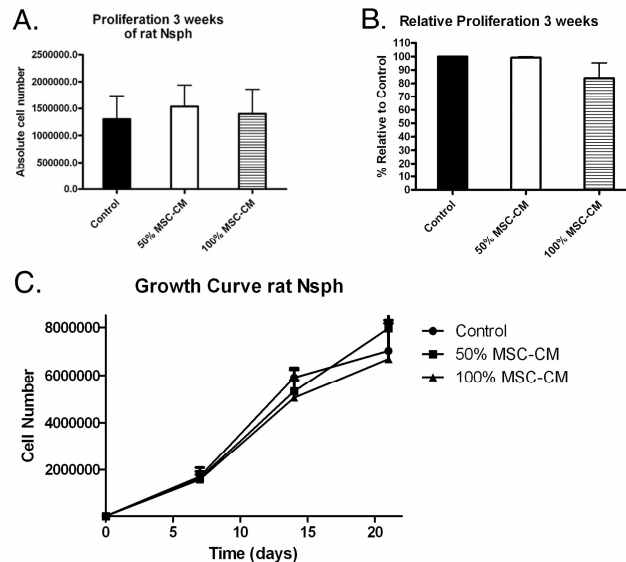 A.
Proliferation 3 weeks
of rat Nsph
Absolute cell number
2500000.0
2000000.0
1500000.0
1000000.0
500000.0
0.0
Control
50% MSC-CM
100% MSC-CM
B.
Relative Proliferation 3 weeks
% Relative to Control
110
100
90
80
70
60
50
40
30
20
10
0
Control
50% MSC-CM
100% MSC-CM
C.
Growth Curve rat Nsph
Cell Number
8000000
6000000
4000000
2000000
0
5
10
15
20
Time (days)
Control
50% MSC-CM
100% MSC-CM